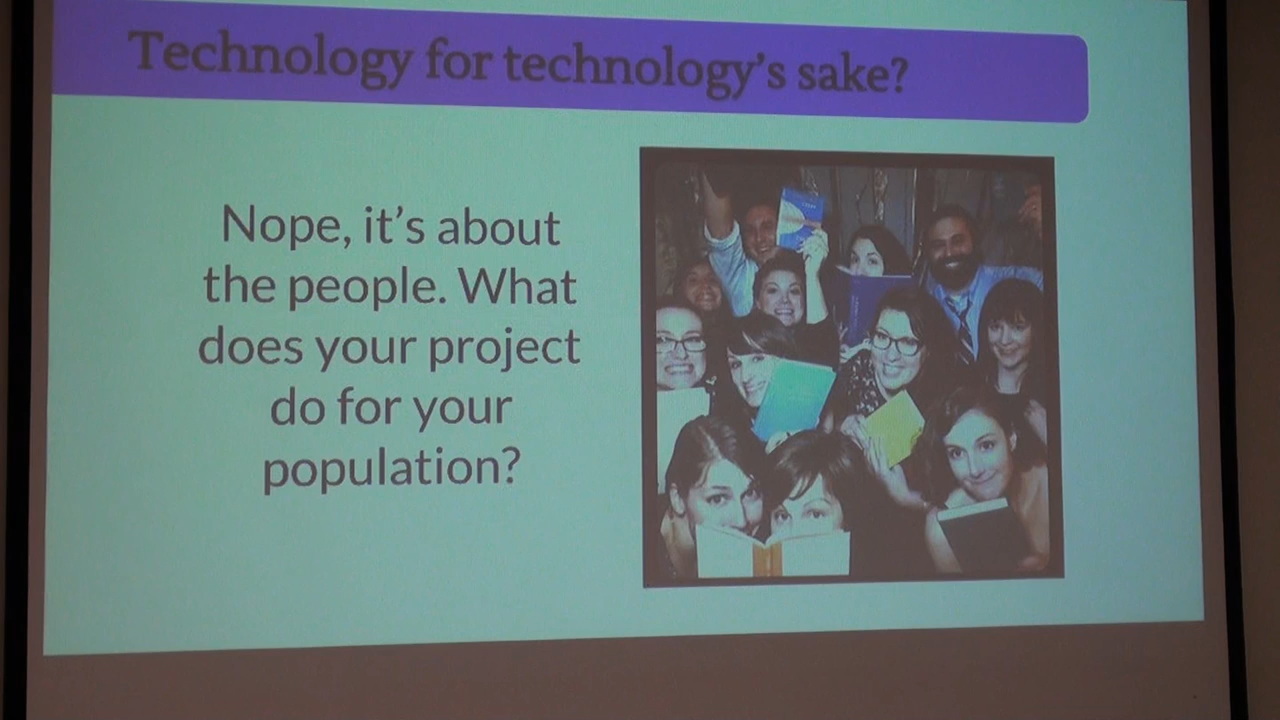 Technology for technology's sake?
Nope, it's about
the people. What
does your project
do for your
population?